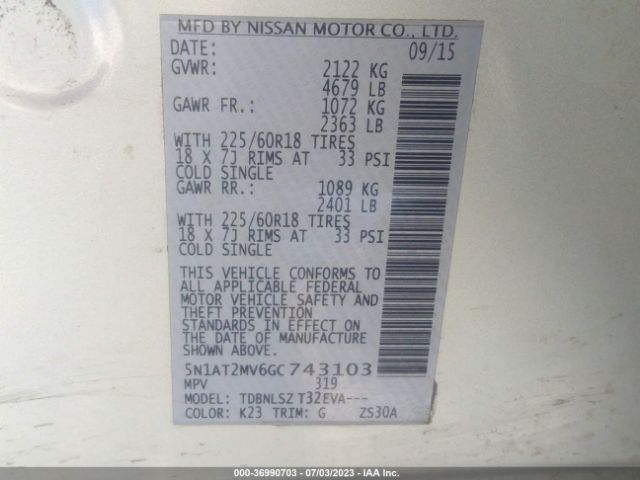 MFD BY NISSAN MOTOR CO., LTD.
DATE: 09/15
GVWR: 2122 KG
4679 LB
GAWR FR.: 1072 KG
2363 LB
WITH 225/60R18 TIRES
18 X 7J RIMS AT 33 PSI
COLD SINGLE
GAWR RR.: 1089 KG
2401 LB
WITH 225/60R18 TIRES
18 X 7J RIMS AT 33 PSI
COLD SINGLE
THIS VEHICLE CONFORMS TO
ALL APPLICABLE FEDERAL
MOTOR VEHICLE SAFETY AND
THEFT PREVENTION
STANDARDS IN EFFECT ON
THE DATE OF MANUFACTURE
SHOWN ABOVE.
5N1AT2MV6GC743103
MPV 319
MODEL: TDBNLSZ T32EVA---
COLOR: K23 TRIM: G ZS30A
000-36990703 - 07/03/2023 - IAA Inc.